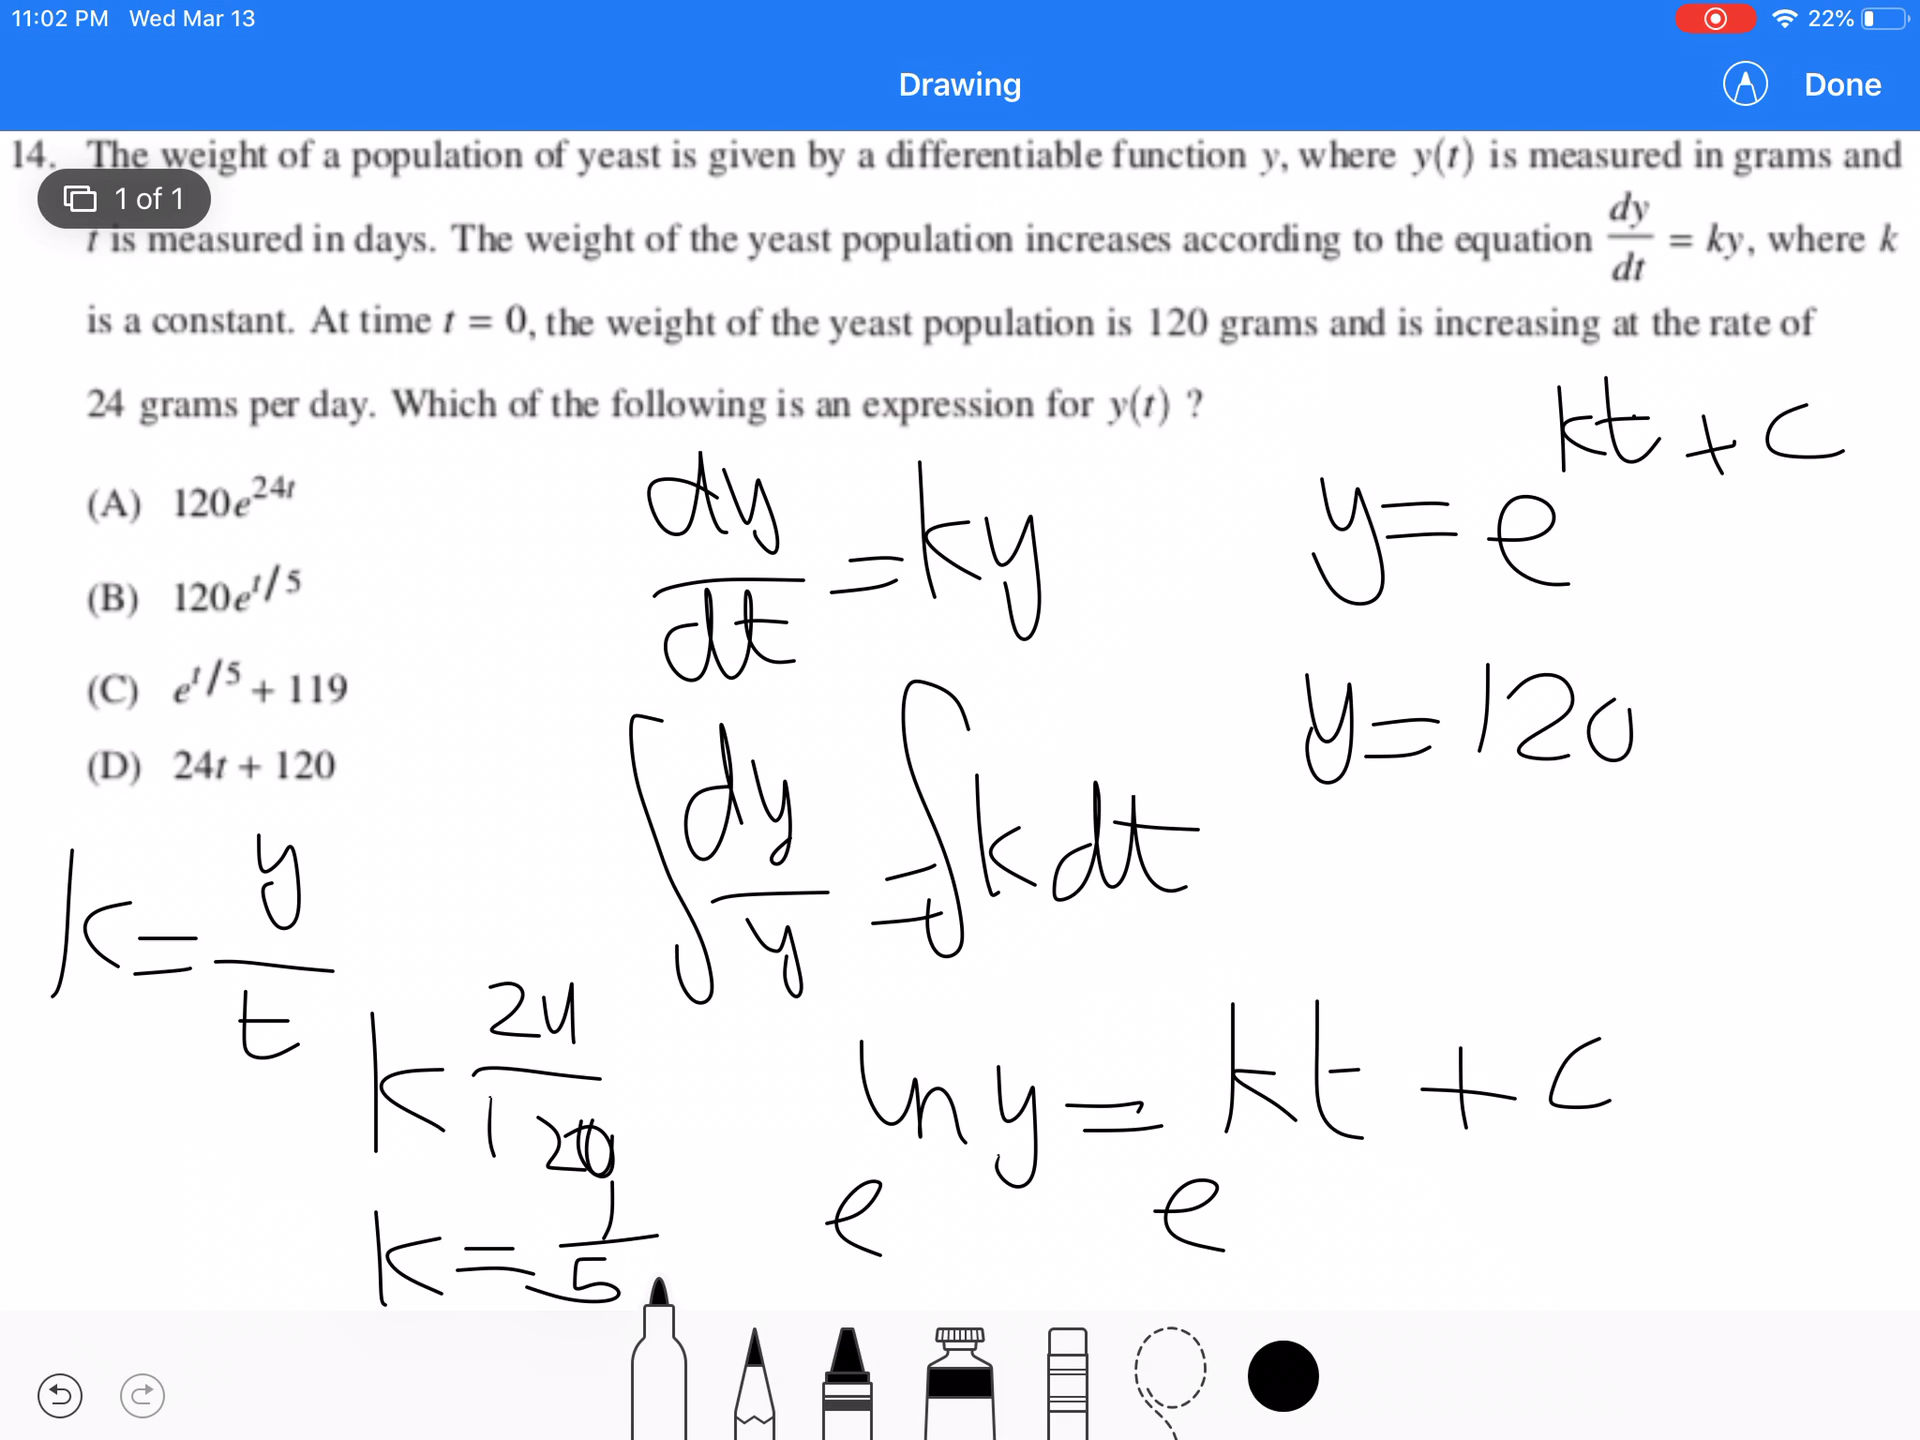 11:02 PM Wed Mar 13 22%
Drawing Done
14. The weight of a population of yeast is given by a differentiable function y, where y(t) is measured in grams and
1 of 1
t is measured in days. The weight of the yeast population increases according to the equation dy/dt = ky, where k
is a constant. At time t = 0, the weight of the yeast population is 120 grams and is increasing at the rate of
24 grams per day. Which of the following is an expression for y(t) ?
(A) 120e^24t
(B) 120e^t/5
(C) e^t/5 + 119
(D) 24t + 120
dy/dt = ky
y = e^kt + c
y = 120
∫ dy/y = ∫ k dt
k = y/t
k 24/120
ln y = kt + c
e e
k = 1/5